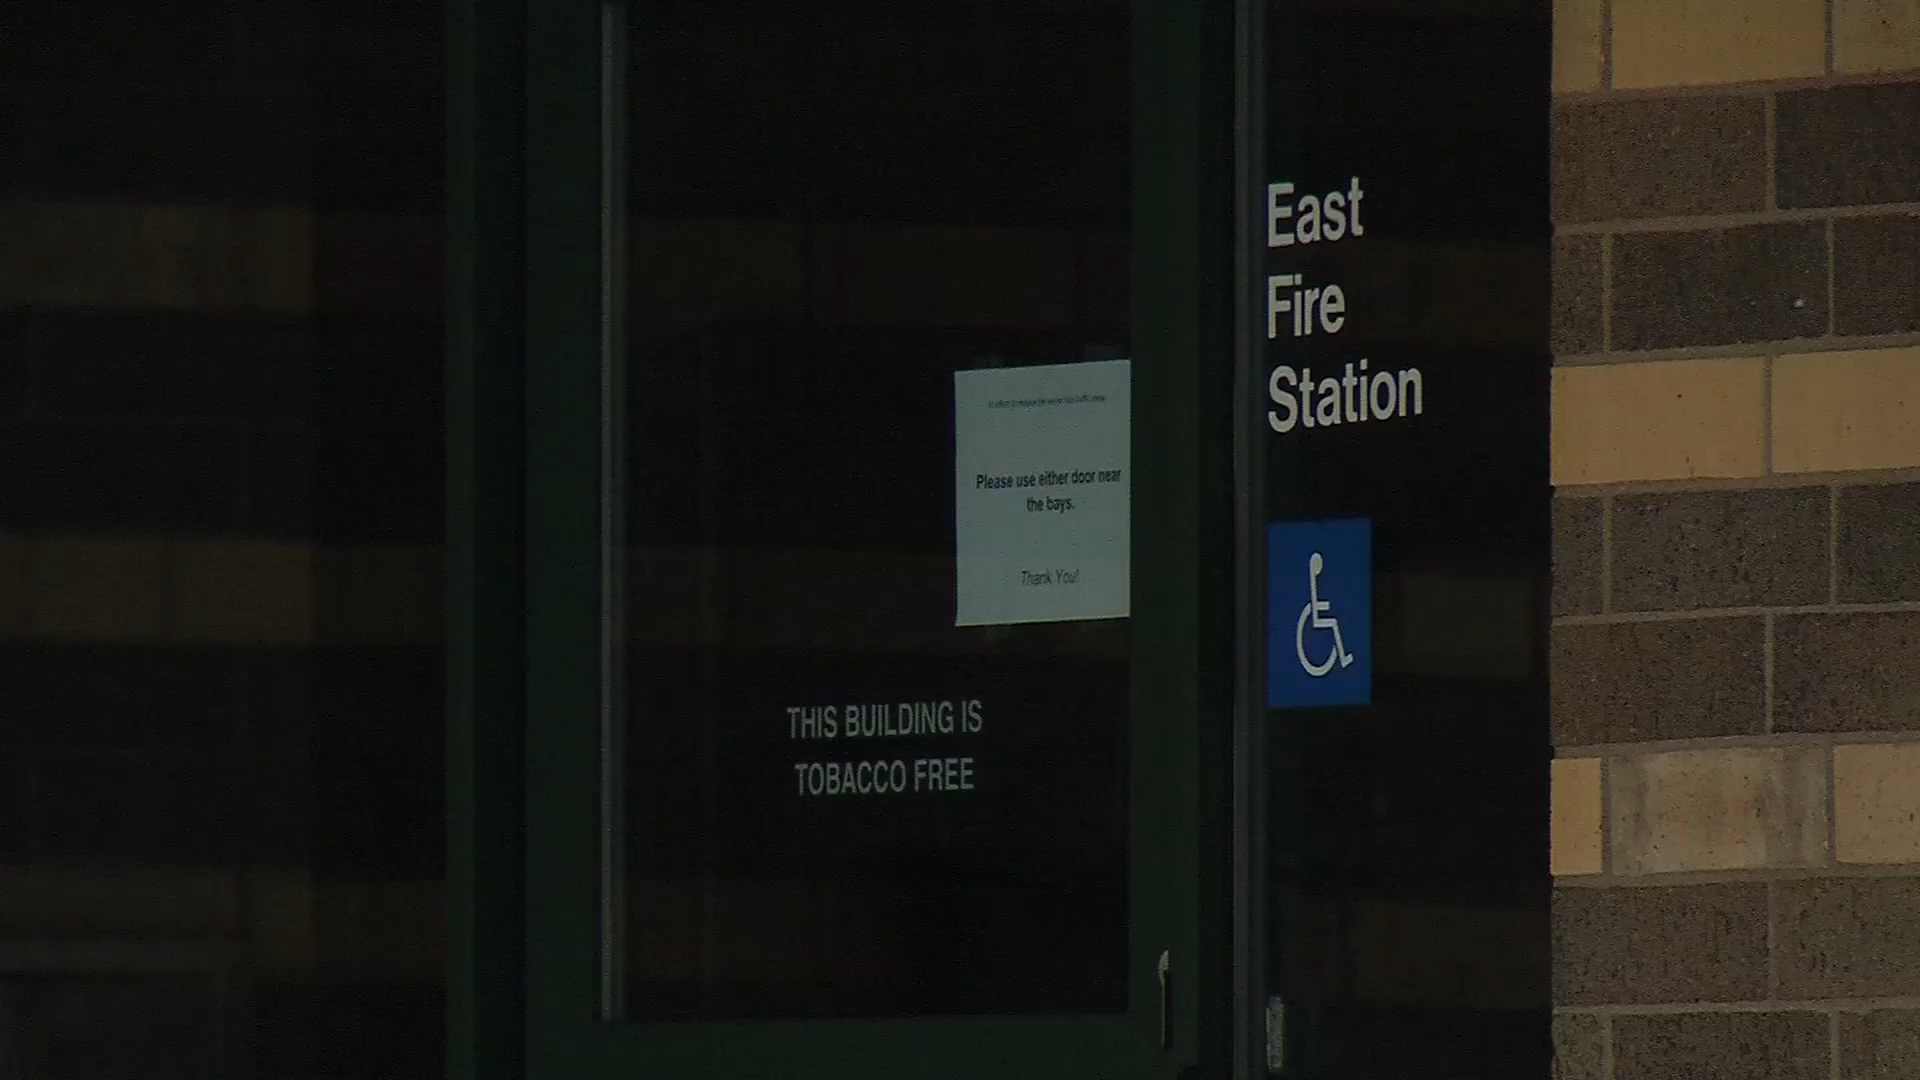 East
Fire
Station
Please use either door near
the bays.
Thank You!
THIS BUILDING IS
TOBACCO FREE